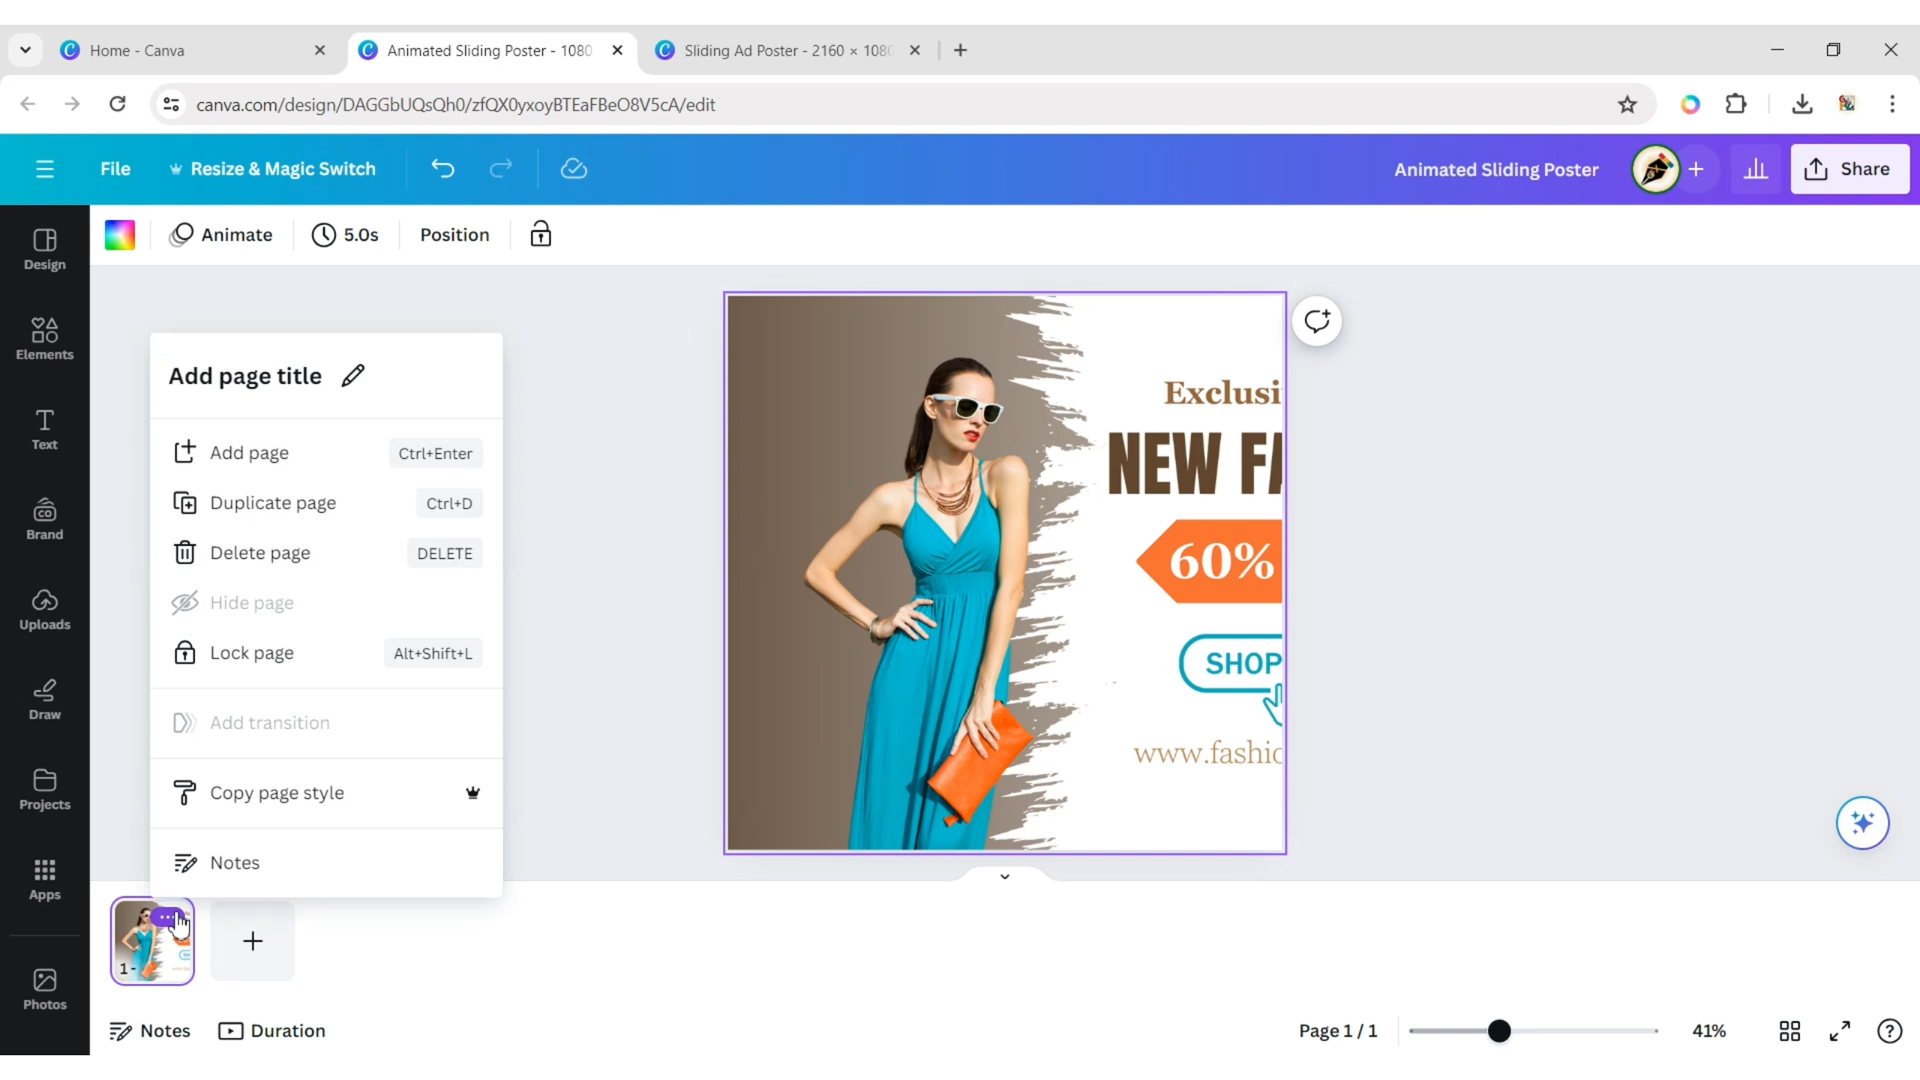 Home - Canva
Animated Sliding Poster - 1080
Sliding Ad Poster - 2160 × 1080
canva.com/design/DAGGbUQsQh0/zfQX0yxoyBTEaFBeO8V5cA/edit
File
Resize & Magic Switch
Animated Sliding Poster
Share
Animate
5.0s
Position
Design
Elements
Text
Brand
Uploads
Draw
Projects
Apps
Photos
Add page title
Add page Ctrl+Enter
Duplicate page Ctrl+D
Delete page DELETE
Hide page
Lock page Alt+Shift+L
Add transition
Copy page style
Notes
Exclusi
NEW FA
60%
SHOP
www.fashio
1 -
Notes
Duration
Page 1 / 1
41%